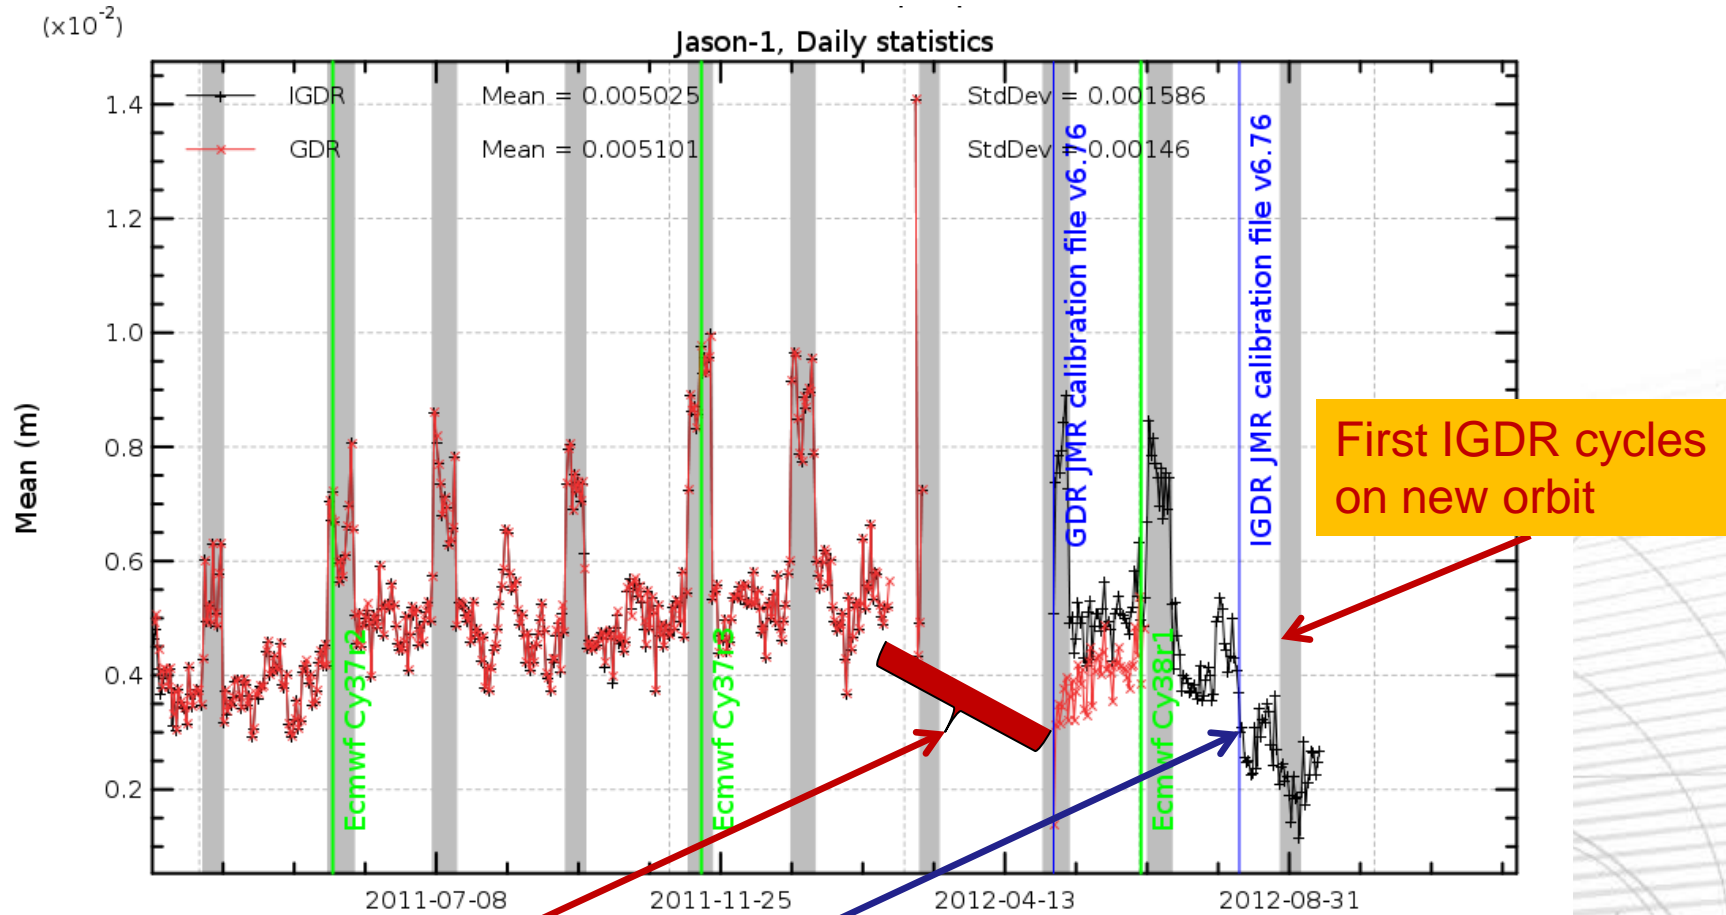 (x10⁻²)
Jason-1, Daily statistics
IGDR Mean = 0.005025 StdDev = 0.001586
GDR Mean = 0.005101 StdDev = 0.00146
1.4
1.2
1.0
0.8
0.6
0.4
0.2
Mean (m)
Ecmwf Cy37r2
Ecmwf Cy37r3
GDR JMR calibration file v6.76
Ecmwf Cy38r1
IGDR JMR calibration file v6.76
First IGDR cycles
on new orbit
2011-07-08 2011-11-25 2012-04-13 2012-08-31